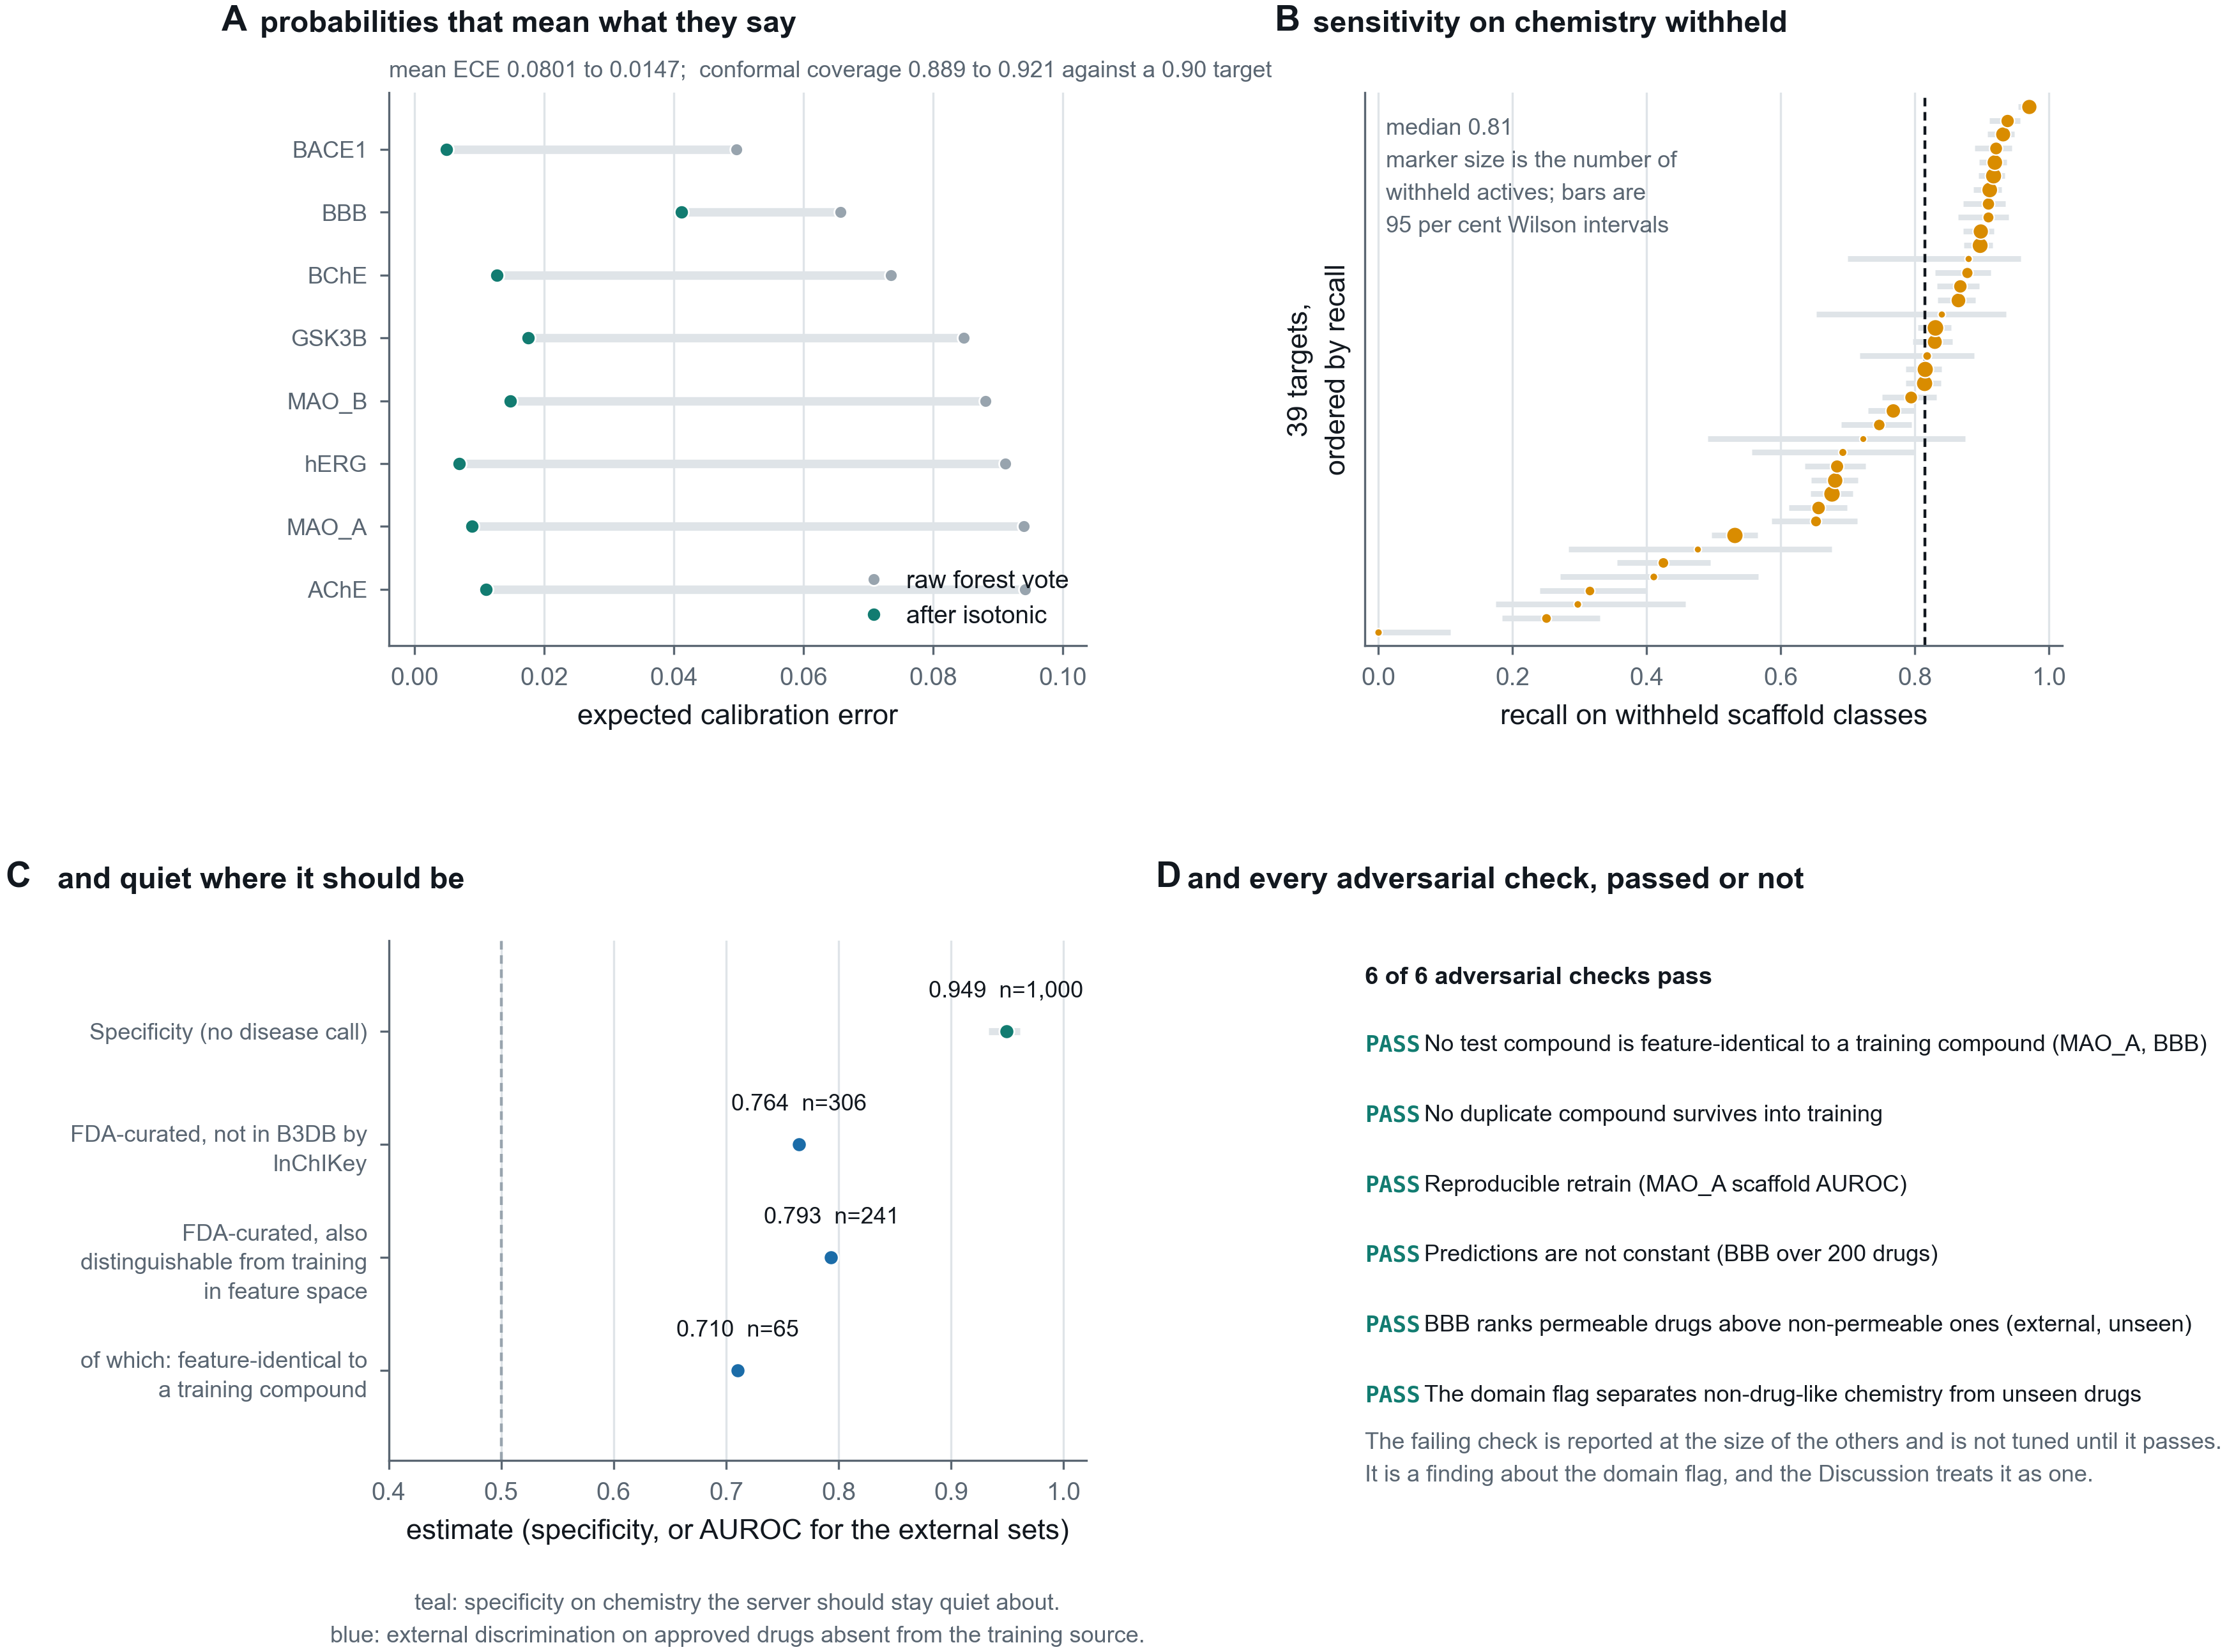 A probabilities that mean what they say
mean ECE 0.0801 to 0.0147;  conformal coverage 0.889 to 0.921 against a 0.90 target
BACE1
BBB
BChE
GSK3B
MAO_B
hERG
MAO_A
AChE
raw forest vote
after isotonic
0.00 0.02 0.04 0.06 0.08 0.10
expected calibration error
B sensitivity on chemistry withheld
median 0.81
marker size is the number of
withheld actives; bars are
95 per cent Wilson intervals
39 targets,
ordered by recall
0.0 0.2 0.4 0.6 0.8 1.0
recall on withheld scaffold classes
C and quiet where it should be
0.949 n=1,000
Specificity (no disease call)
0.764 n=306
FDA-curated, not in B3DB by
InChIKey
0.793 n=241
FDA-curated, also
distinguishable from training
in feature space
0.710 n=65
of which: feature-identical to
a training compound
0.4 0.5 0.6 0.7 0.8 0.9 1.0
estimate (specificity, or AUROC for the external sets)
teal: specificity on chemistry the server should stay quiet about.
blue: external discrimination on approved drugs absent from the training source.
D and every adversarial check, passed or not
6 of 6 adversarial checks pass
PASS No test compound is feature-identical to a training compound (MAO_A, BBB)
PASS No duplicate compound survives into training
PASS Reproducible retrain (MAO_A scaffold AUROC)
PASS Predictions are not constant (BBB over 200 drugs)
PASS BBB ranks permeable drugs above non-permeable ones (external, unseen)
PASS The domain flag separates non-drug-like chemistry from unseen drugs
The failing check is reported at the size of the others and is not tuned until it passes.
It is a finding about the domain flag, and the Discussion treats it as one.